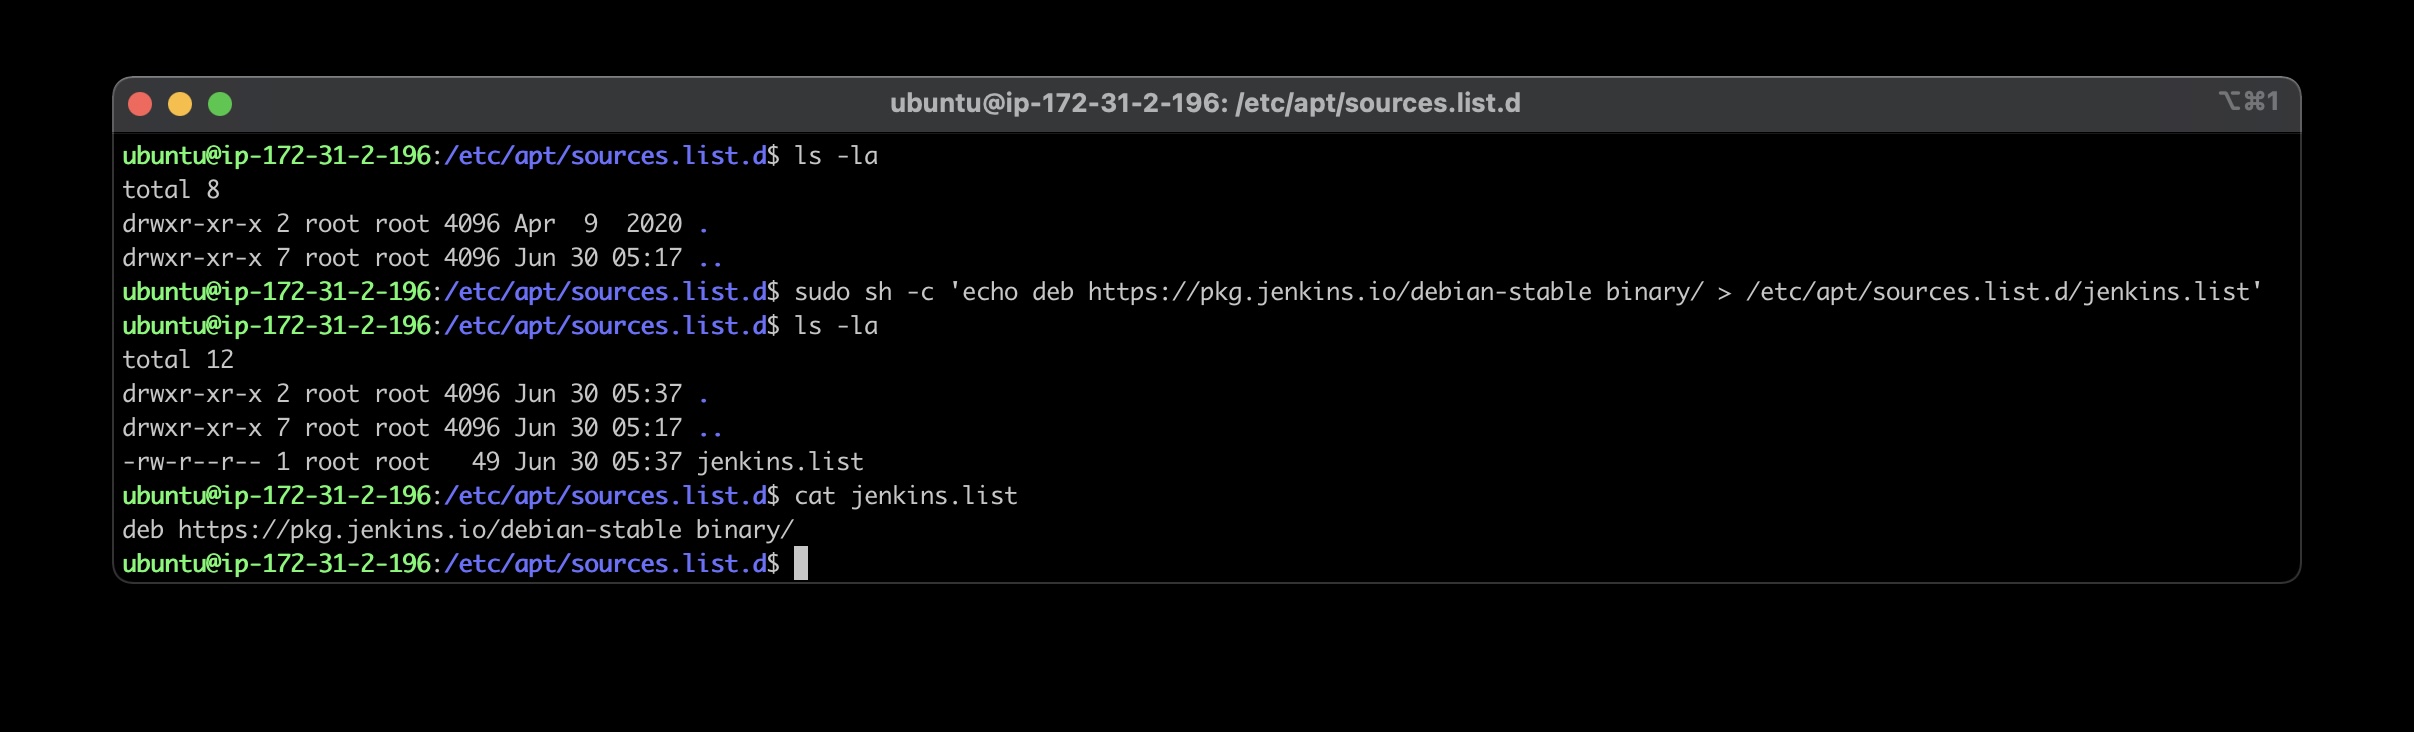 ubuntu@ip-172-31-2-196: /etc/apt/sources.list.d ⌥⌘1
ubuntu@ip-172-31-2-196:/etc/apt/sources.list.d$ ls -la
total 8
drwxr-xr-x 2 root root 4096 Apr  9  2020 .
drwxr-xr-x 7 root root 4096 Jun 30 05:17 ..
ubuntu@ip-172-31-2-196:/etc/apt/sources.list.d$ sudo sh -c 'echo deb https://pkg.jenkins.io/debian-stable binary/ > /etc/apt/sources.list.d/jenkins.list'
ubuntu@ip-172-31-2-196:/etc/apt/sources.list.d$ ls -la
total 12
drwxr-xr-x 2 root root 4096 Jun 30 05:37 .
drwxr-xr-x 7 root root 4096 Jun 30 05:17 ..
-rw-r--r-- 1 root root   49 Jun 30 05:37 jenkins.list
ubuntu@ip-172-31-2-196:/etc/apt/sources.list.d$ cat jenkins.list
deb https://pkg.jenkins.io/debian-stable binary/
ubuntu@ip-172-31-2-196:/etc/apt/sources.list.d$